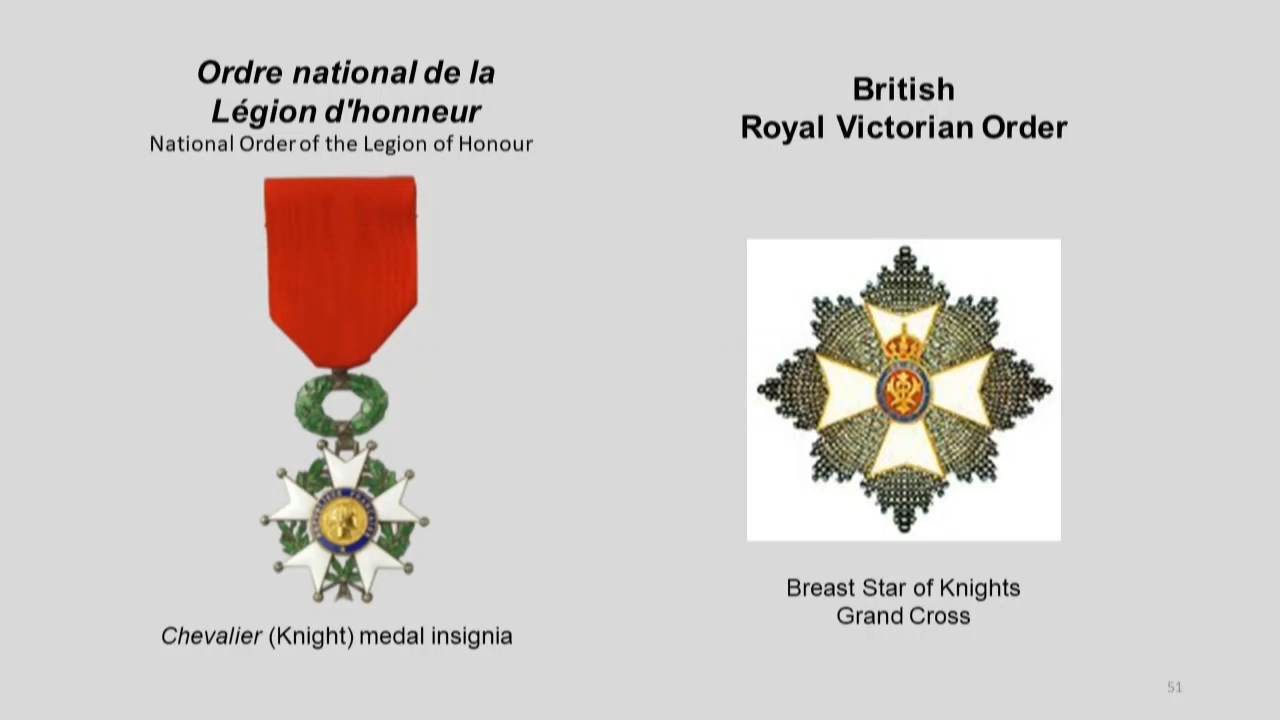 Ordre national de la
Légion d'honneur
National Order of the Legion of Honour
Chevalier (Knight) medal insignia
British
Royal Victorian Order
Breast Star of Knights
Grand Cross
51